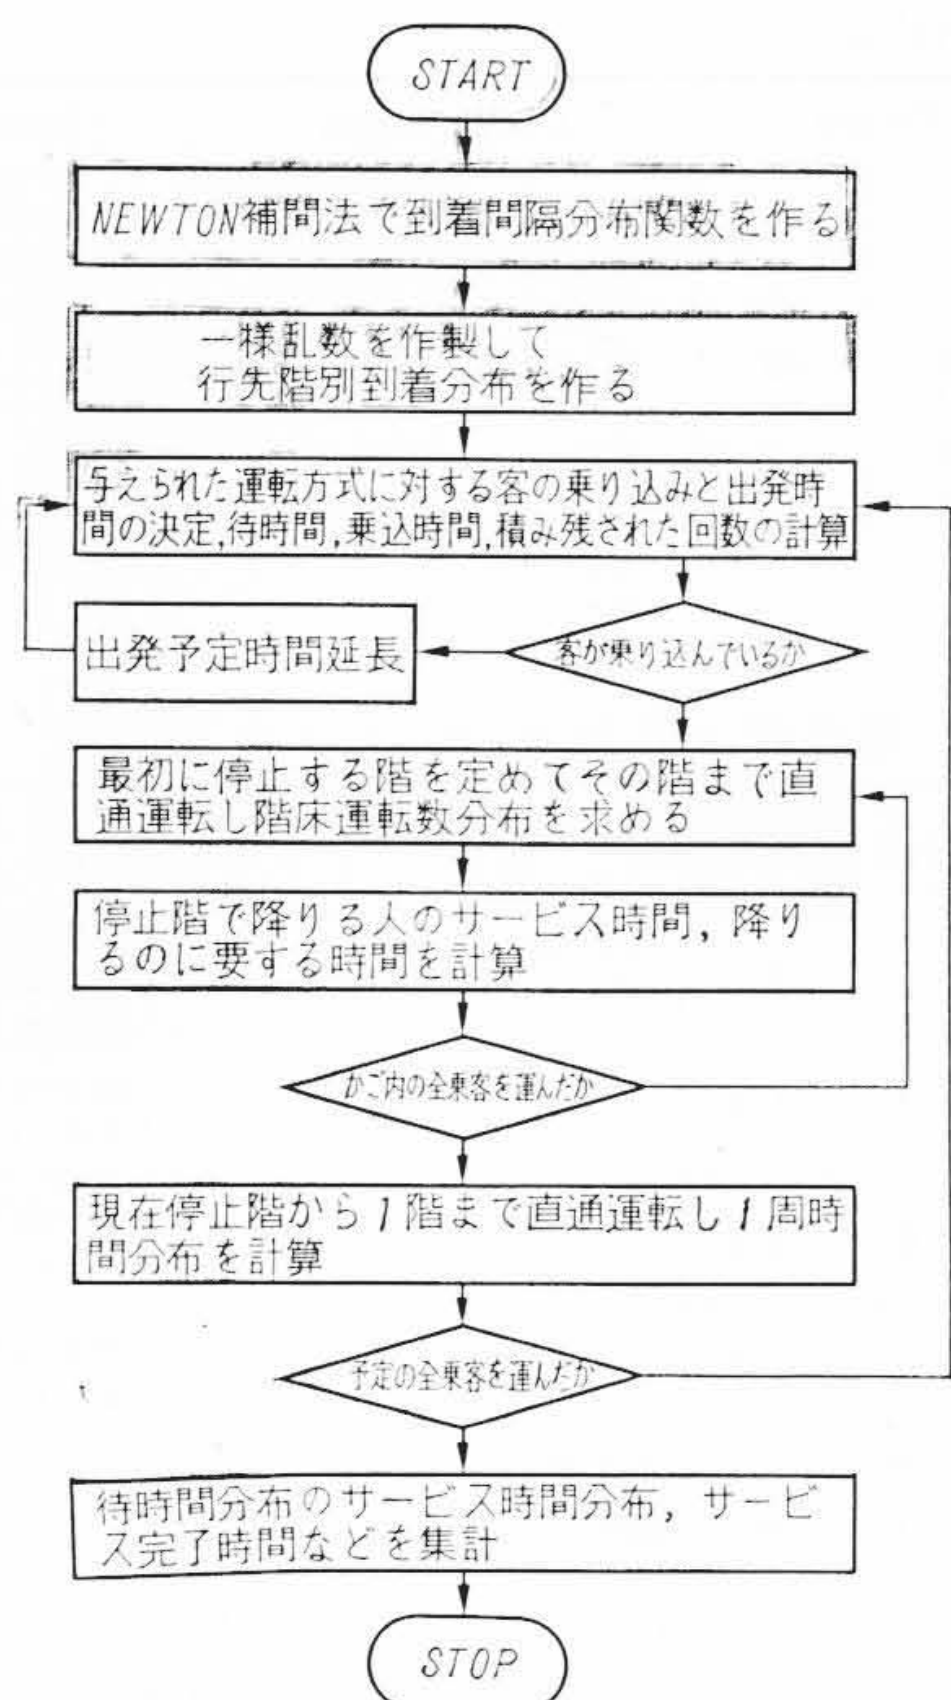 START
NEWTON補間法で到着間隔分布関数を作る
一様乱数を作製して
行先階別到着分布を作る
与えられた運転方式に対する客の乗り込みと出発時
間の決定,待時間,乗込時間,積み残された回数の計算
客が乗り込んでいるか
出発予定時間延長
最初に停止する階を定めてその階まで直
通運転し階床運転数分布を求める
停止階で降りる人のサービス時間,降り
るのに要する時間を計算
かご内の全乗客を運んだか
現在停止階から1階まで直通運転し1周時
間分布を計算
予定の全乗客を運んだか
待時間分布のサービス時間分布,サービ
ス完了時間などを集計
STOP